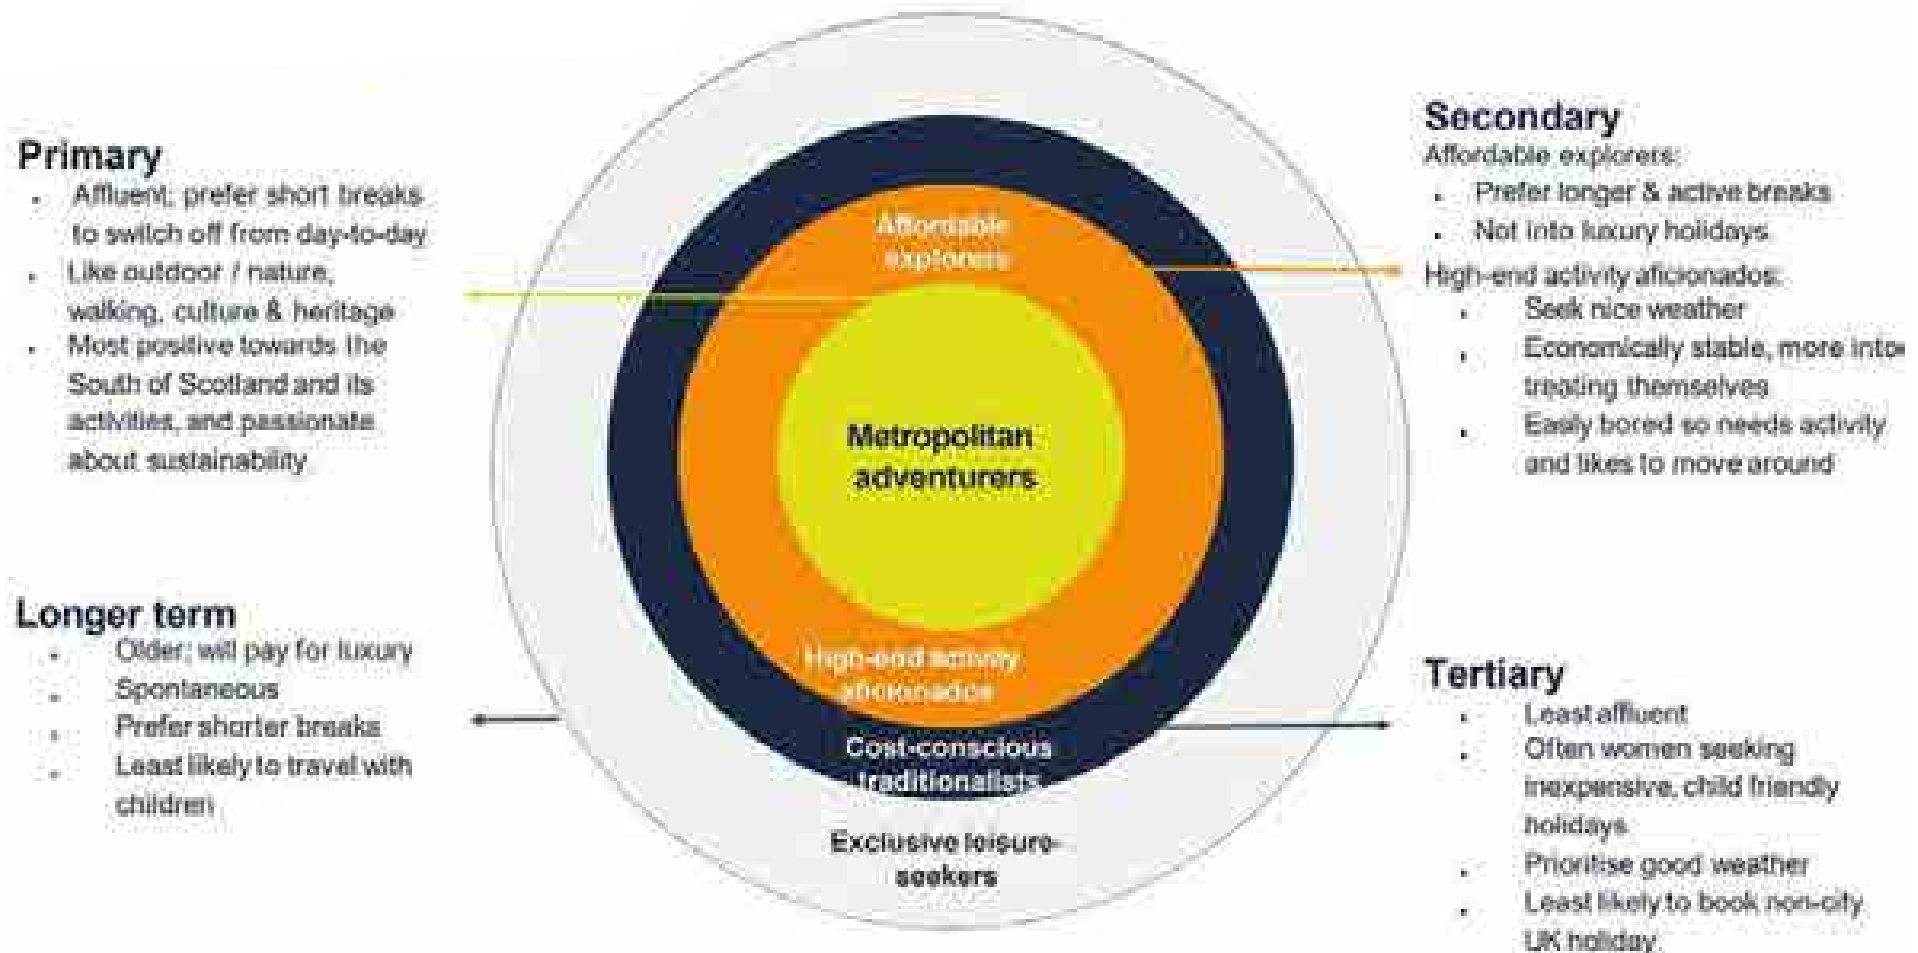 Primary
• Affluent; prefer short breaks
to switch off from day-to-day
• Like outdoor / nature,
walking, culture & heritage
• Most positive towards the
South of Scotland and its
activities, and passionate
about sustainability
Longer term
• Older; will pay for luxury
• Spontaneous
• Prefer shorter breaks
• Least likely to travel with
children
Affordable
explorers
Metropolitan
adventurers
High-end activity
aficionados
Cost-conscious
traditionalists
Exclusive leisure-
seekers
Secondary
Affordable explorers:
• Prefer longer & active breaks
• Not into luxury holidays
High-end activity aficionados:
• Seek nice weather
• Economically stable, more into
treating themselves
• Easily bored so needs activity
and likes to move around
Tertiary
• Least affluent
• Often women seeking
inexpensive, child friendly
holidays
• Prioritise good weather
• Least likely to book non-city
UK holiday